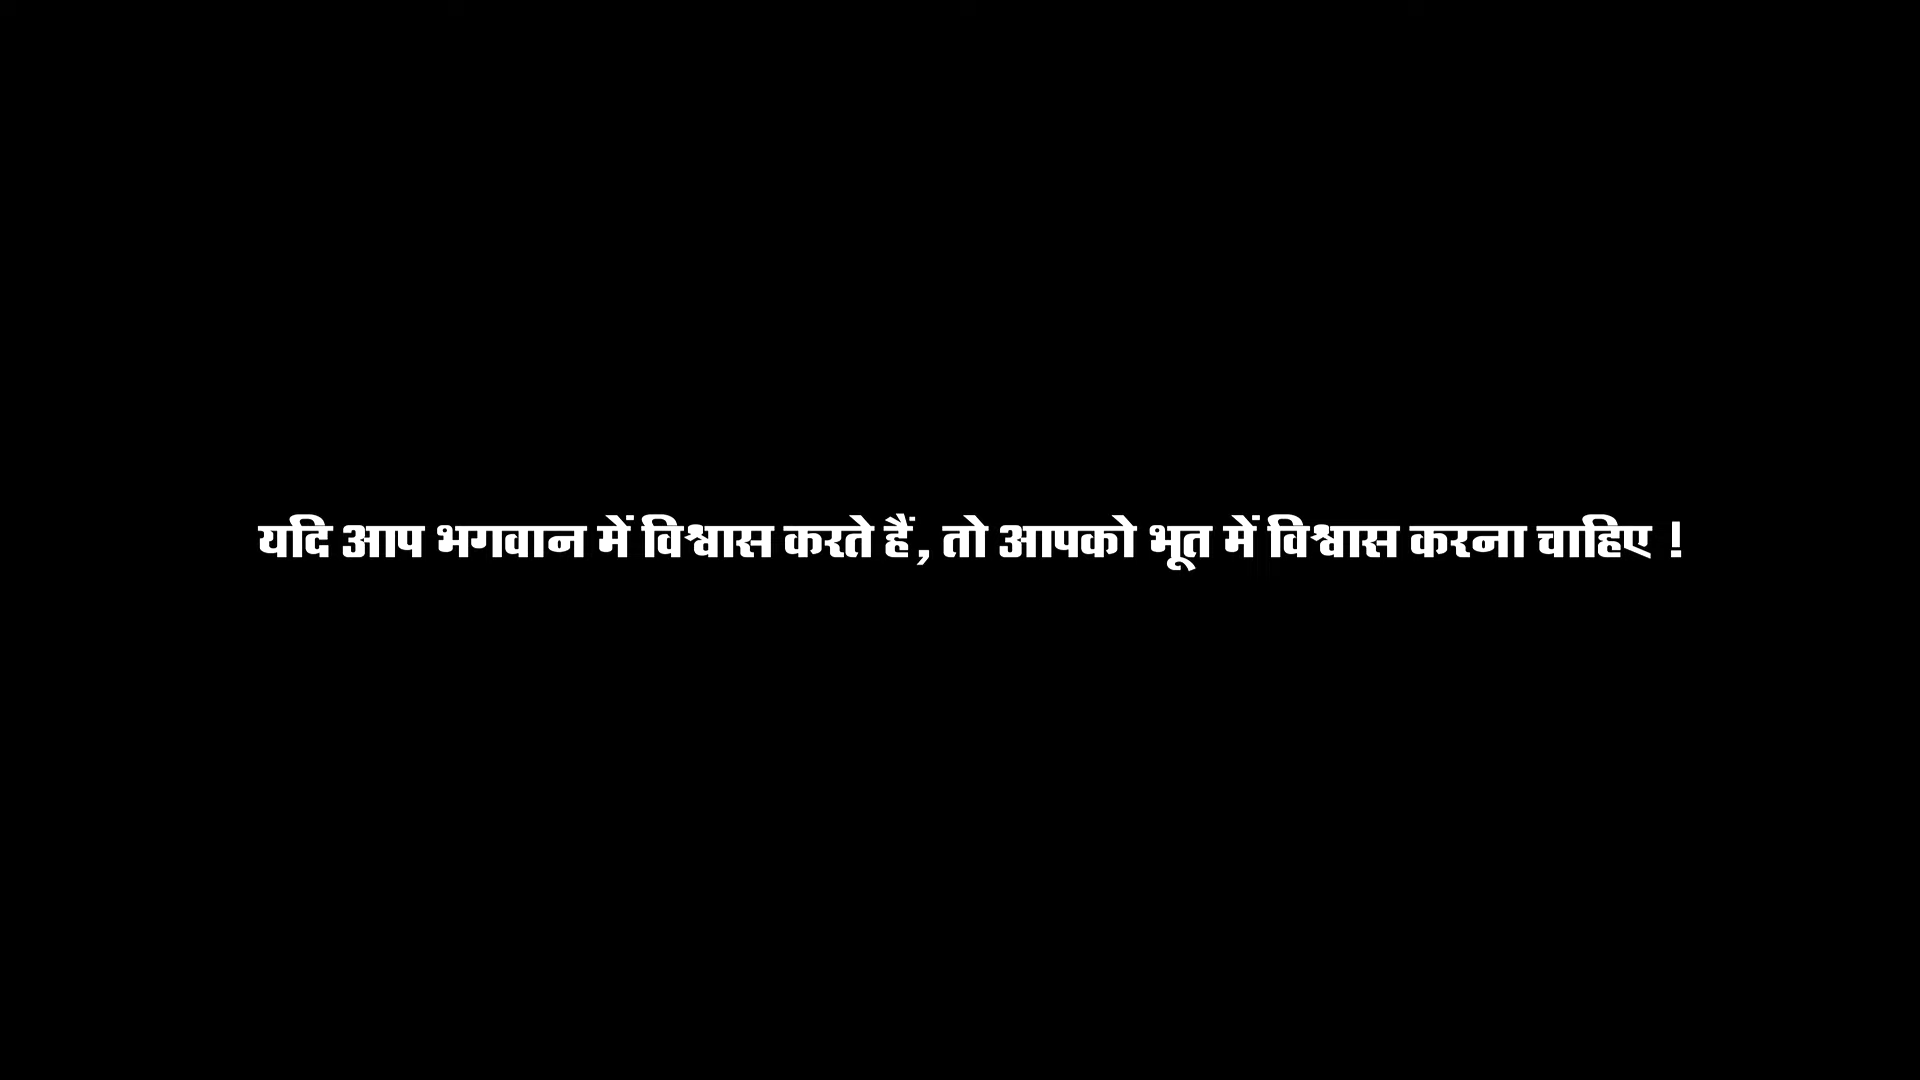 यदि आप भगवान में विश्वास करते हैं, तो आपको भूत में विश्वास करना चाहिए !